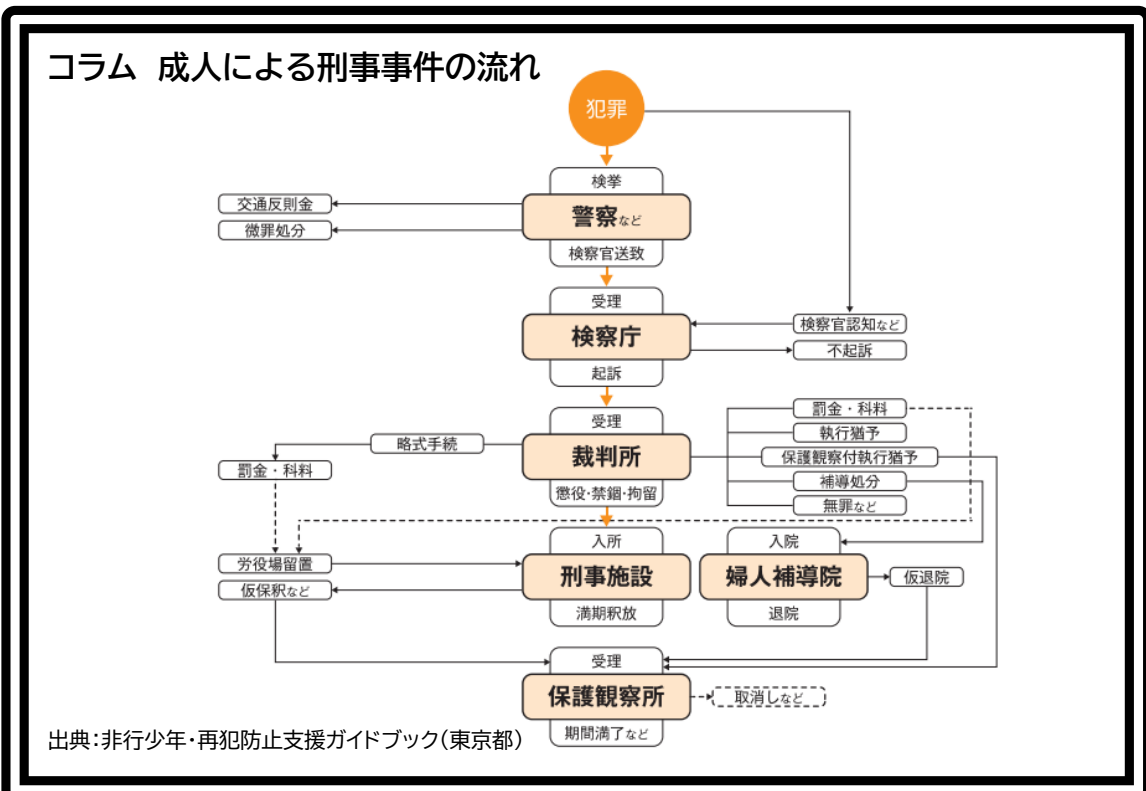 コラム 成人による刑事事件の流れ
犯罪
検挙
警察など
検察官送致
交通反則金
微罪処分
受理
検察庁
起訴
検察官認知など
不起訴
受理
裁判所
懲役・禁錮・拘留
略式手続
罰金・科料
罰金・科料
執行猶予
保護観察付執行猶予
補導処分
無罪など
入所
刑事施設
満期釈放
労役場留置
仮保釈など
入院
婦人補導院
退院
仮退院
受理
保護観察所
期間満了など
取消しなど
出典:非行少年・再犯防止支援ガイドブック(東京都)